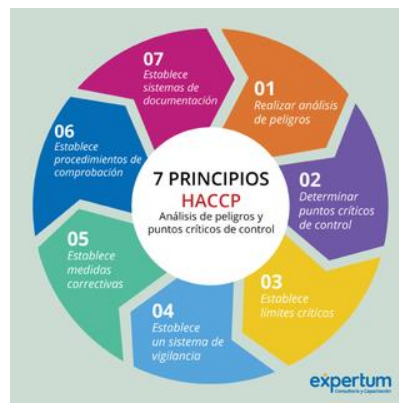 7 PRINCIPIOS
HACCP
Análisis de peligros y
puntos críticos de control
01
Realizar análisis
de peligros
02
Determinar
puntos críticos
de control
03
Establece
límites críticos
04
Establece
un sistema de
vigilancia
05
Establece
medidas
correctivas
06
Establece
procedimientos de
comprobación
07
Establece
sistemas de
documentación
expertum
Consultoría y Capacitación